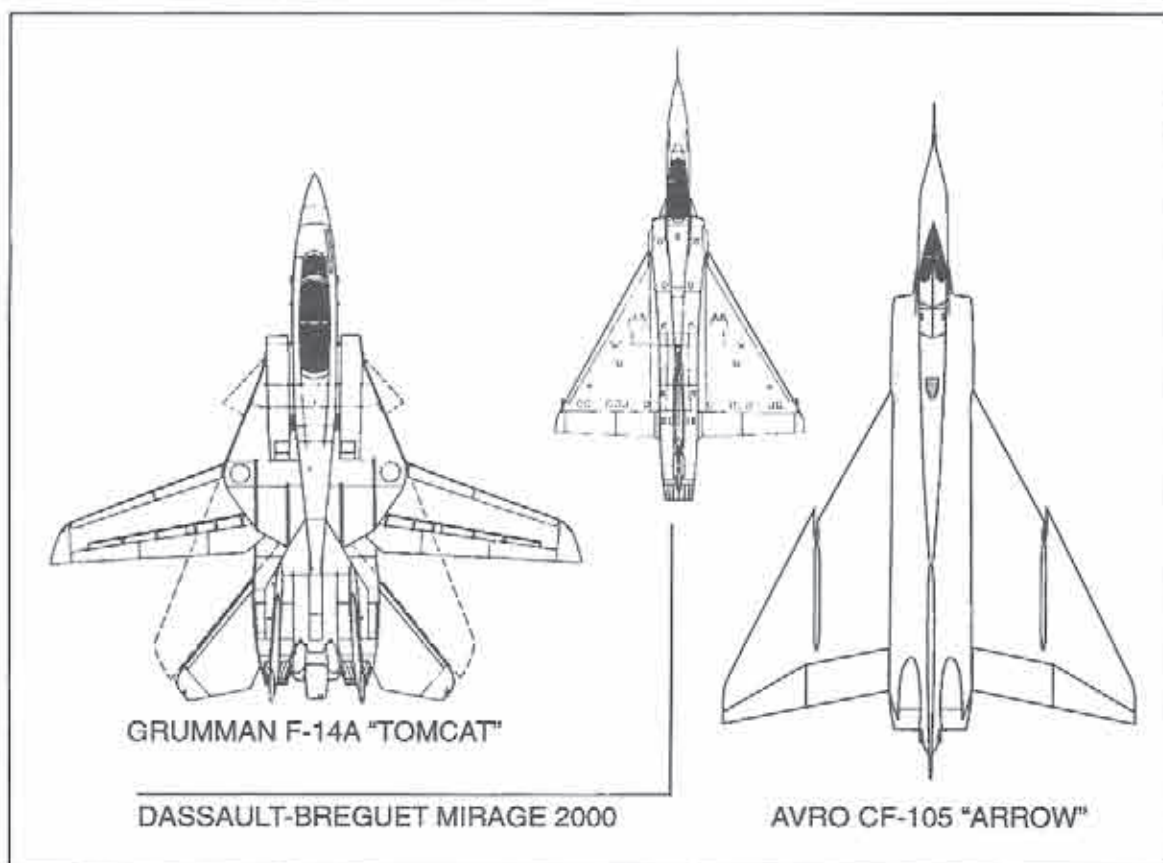 GRUMMAN F-14A "TOMCAT"
DASSAULT-BREGUET MIRAGE 2000
AVRO CF-105 "ARROW"